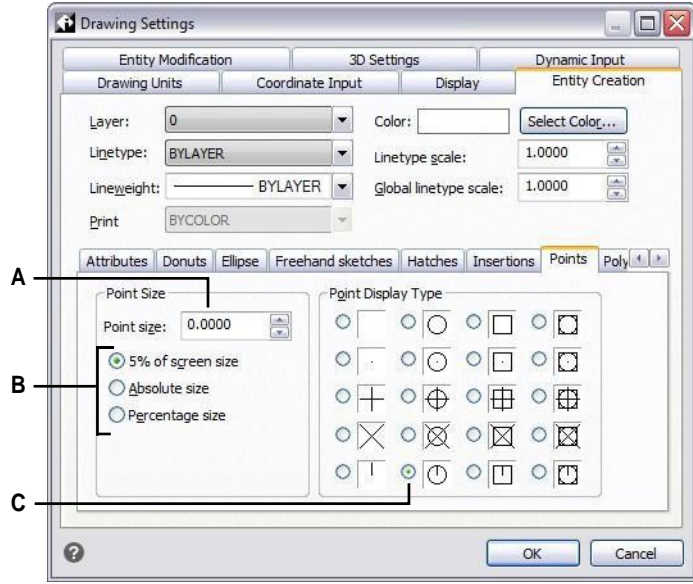 Drawing Settings
Entity Modification 3D Settings Dynamic Input
Drawing Units Coordinate Input Display Entity Creation
Layer: 0 Color: Select Color...
Linetype: BYLAYER Linetype scale: 1.0000
Lineweight: BYLAYER Global linetype scale: 1.0000
Print BYCOLOR
Attributes Donuts Ellipse Freehand sketches Hatches Insertions Points Poly
A
Point Size Point Display Type
Point size: 0.0000
5% of screen size
B
Absolute size
Percentage size
C
? OK Cancel